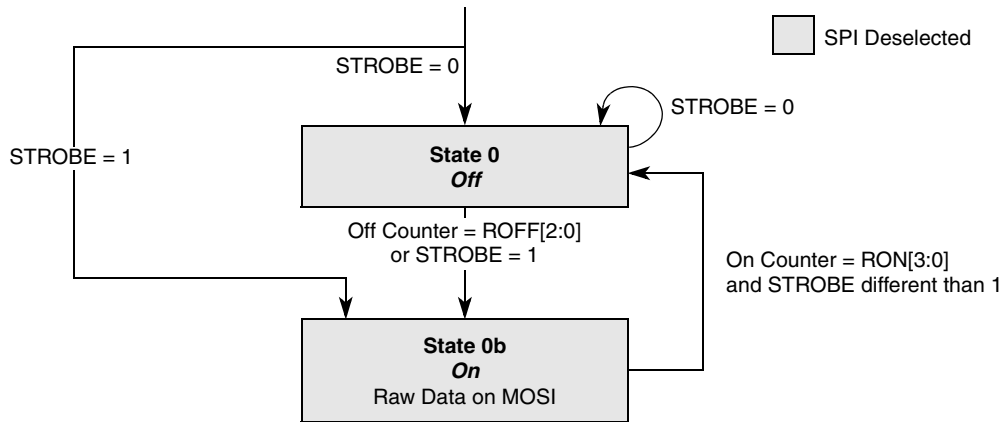 SPI Deselected
STROBE = 0
STROBE = 0
STROBE = 1
State 0
Off
Off Counter = ROFF[2:0]
or STROBE = 1
On Counter = RON[3:0]
and STROBE different than 1
State 0b
On
Raw Data on MOSI